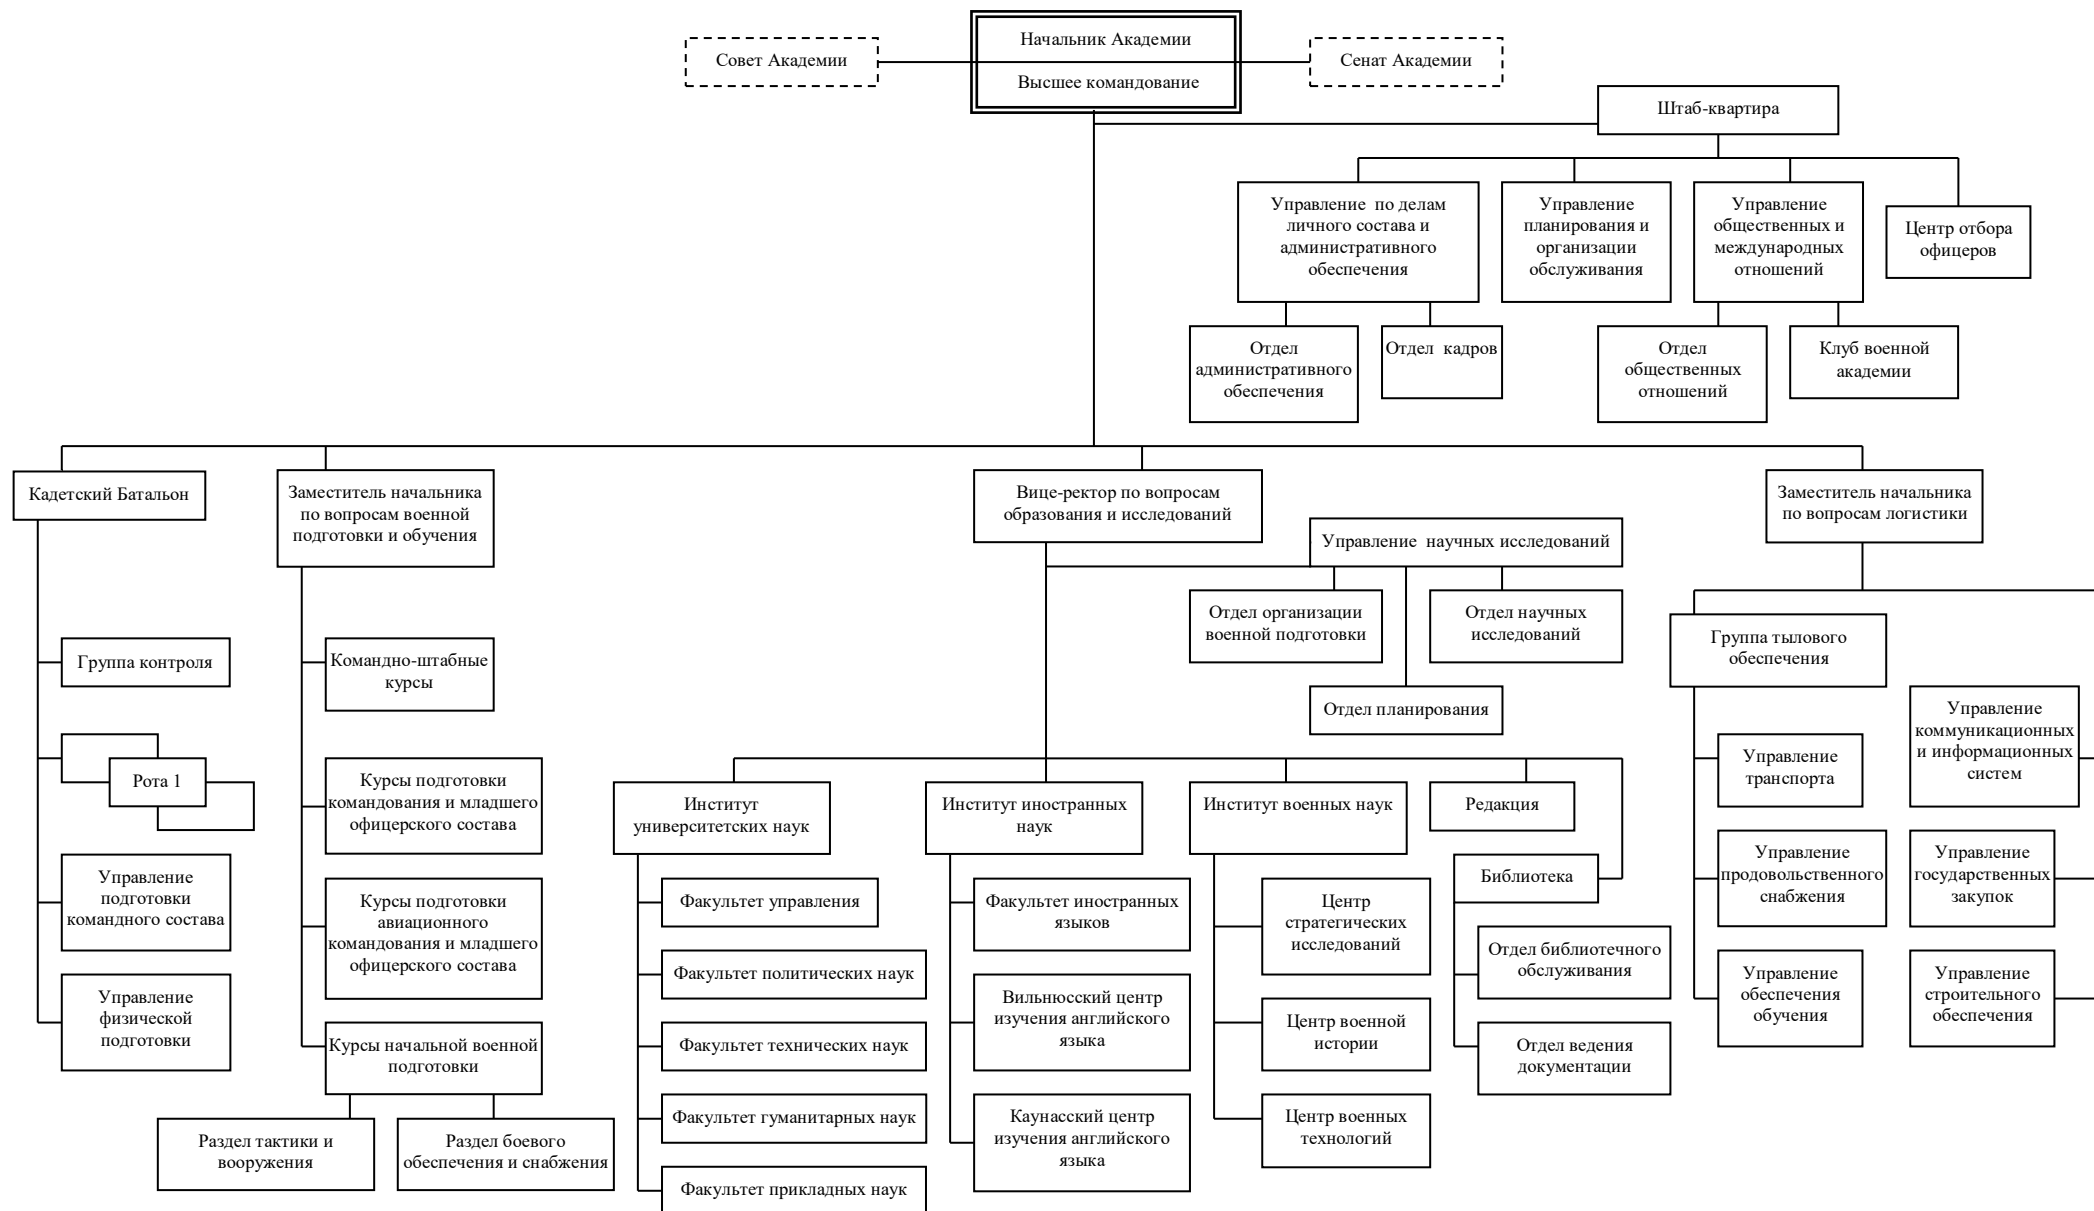 Начальник Академии
Высшее командование
Совет Академии
Сенат Академии
Штаб-квартира
Управление по делам
личного состава и
административного
обеспечения
Управление
планирования и
организации
обслуживания
Управление
общественных и
международных
отношений
Центр отбора
офицеров
Отдел
административного
обеспечения
Отдел кадров
Отдел
общественных
отношений
Клуб военной
академии
Кадетский Батальон
Заместитель начальника
по вопросам военной
подготовки и обучения
Вице-ректор по вопросам
образования и исследований
Заместитель начальника
по вопросам логистики
Управление научных исследований
Отдел организации
военной подготовки
Отдел научных
исследований
Отдел планирования
Группа контроля
Рота 1
Управление
подготовки
командного состава
Управление
физической
подготовки
Командно-штабные
курсы
Курсы подготовки
командования и младшего
офицерского состава
Курсы подготовки
авиационного
командования и младшего
офицерского состава
Курсы начальной военной
подготовки
Раздел тактики и
вооружения
Раздел боевого
обеспечения и снабжения
Институт
университетских наук
Факультет управления
Факультет политических наук
Факультет технических наук
Факультет гуманитарных наук
Факультет прикладных наук
Институт иностранных
наук
Факультет иностранных
языков
Вильнюсский центр
изучения английского
языка
Каунасский центр
изучения английского
языка
Институт военных наук
Центр
стратегических
исследований
Центр военной
истории
Центр военных
технологий
Редакция
Библиотека
Отдел библиотечного
обслуживания
Отдел ведения
документации
Группа тылового
обеспечения
Управление
транспорта
Управление
продовольственного
снабжения
Управление
обеспечения
обучения
Управление
коммуникационных
и информационных
систем
Управление
государственных
закупок
Управление
строительного
обеспечения